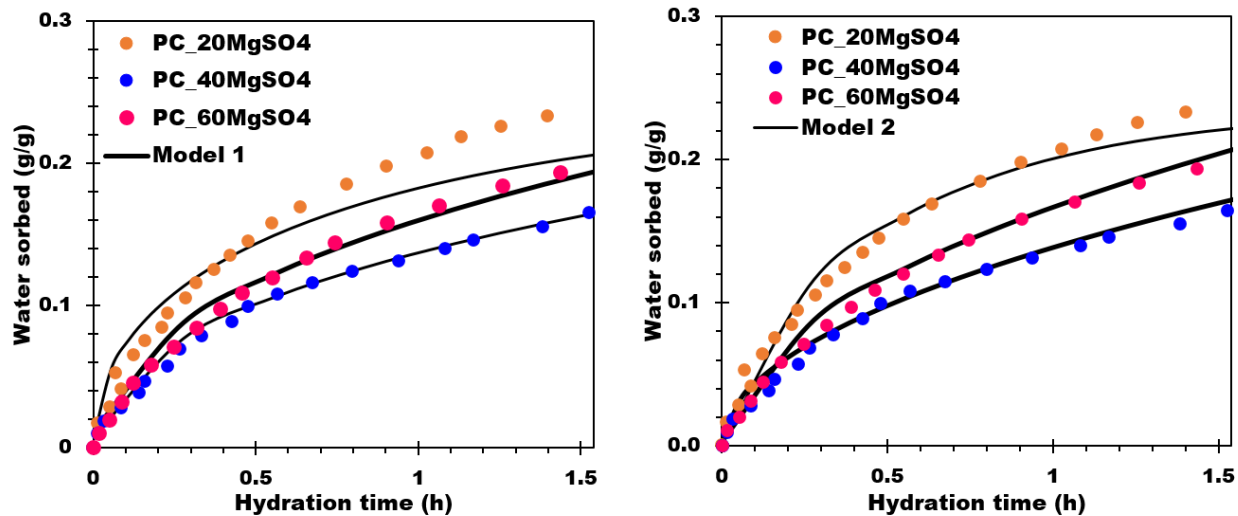 0.3
PC_20MgSO4
PC_40MgSO4
PC_60MgSO4
Model 1
0.2
0.1
0
Water sorbed (g/g)
0
0.5
1
1.5
Hydration time (h)
0.3
PC_20MgSO4
PC_40MgSO4
PC_60MgSO4
Model 2
0.2
0.1
0.0
Water sorbed (g/g)
0
0.5
1
1.5
Hydration time (h)